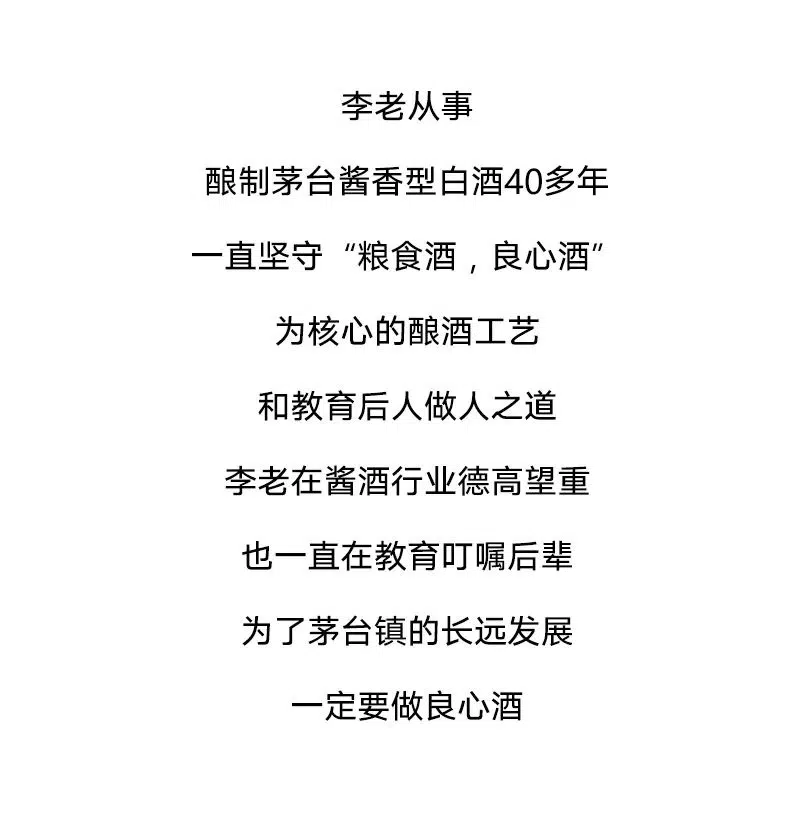 李老从事
酿制茅台酱香型白酒40多年
一直坚守“粮食酒，良心酒”
为核心的酿酒工艺
和教育后人做人之道
李老在酱酒行业德高望重
也一直在教育叮嘱后辈
为了茅台镇的长远发展
一定要做良心酒